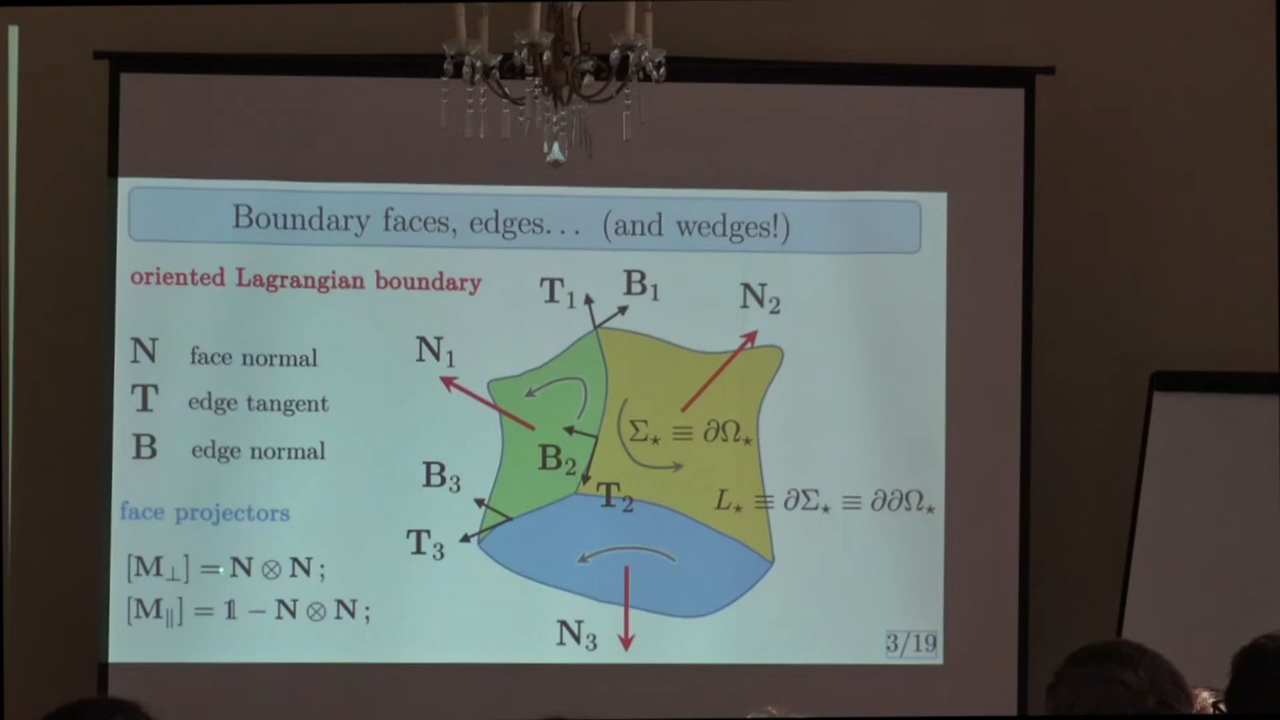 Boundary faces, edges... (and wedges!)
oriented Lagrangian boundary
N face normal
T edge tangent
B edge normal
face projectors
[M⊥] = N ⊗ N ;
[M∥] = 𝟙 − N ⊗ N ;
T₁ B₁ N₂
N₁
Σ⋆ ≡ ∂Ω⋆
B₂
B₃ T₂ L⋆ ≡ ∂Σ⋆ ≡ ∂∂Ω⋆
T₃
N₃
3/19